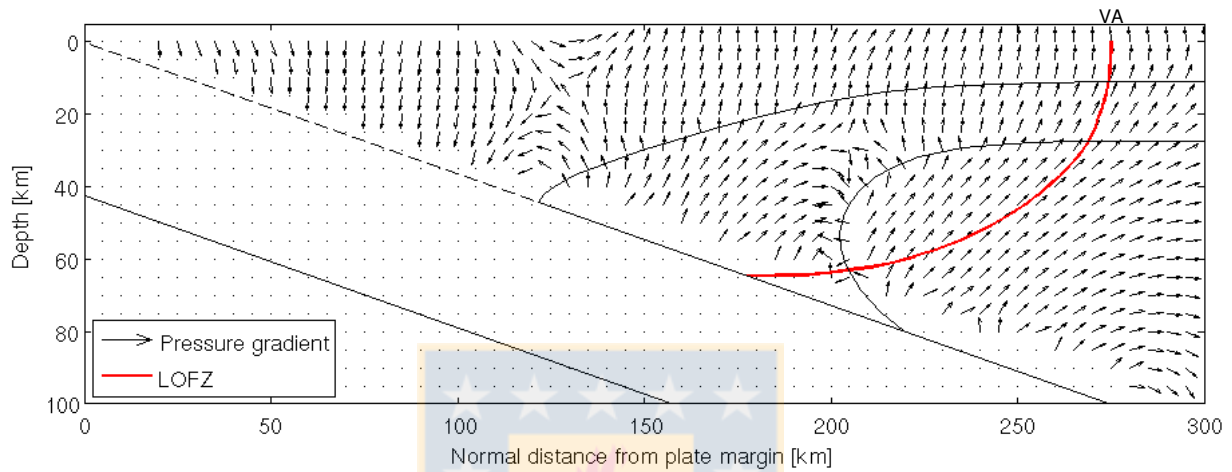 VA
0
20
40
60
80
100
Depth [km]
Pressure gradient
LOFZ
0 50 100 150 200 250 300
Normal distance from plate margin [km]